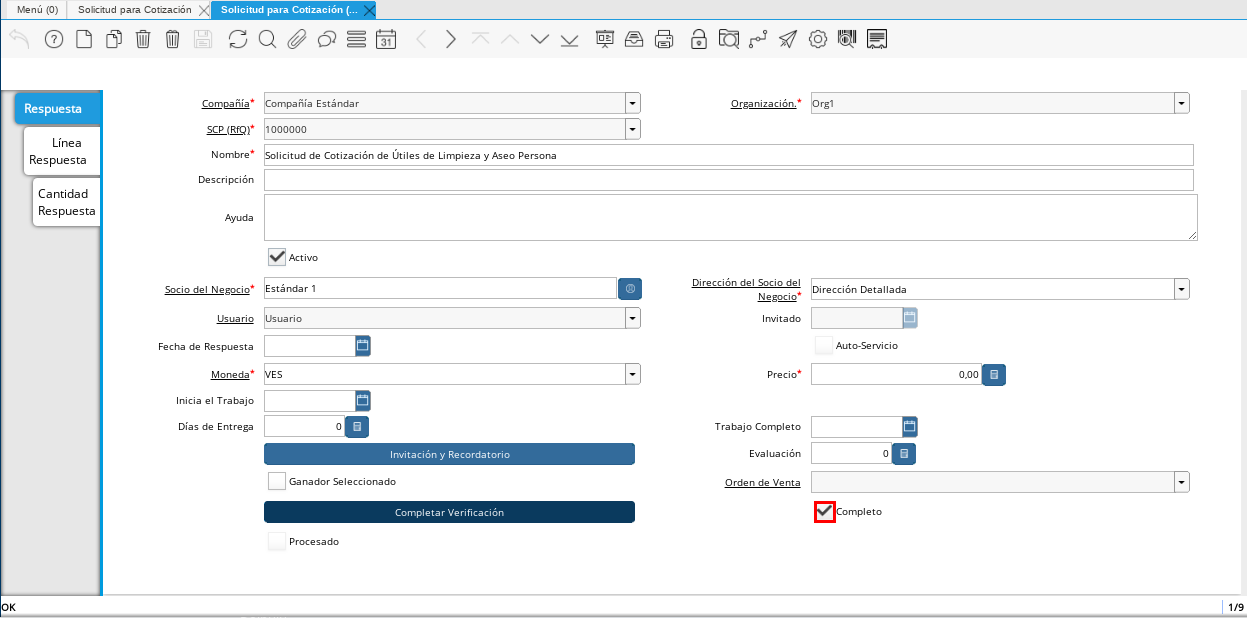 Menú (0)
Solicitud para Cotización
Solicitud para Cotización (...
31
Respuesta
Línea
Respuesta
Cantidad
Respuesta
Compañía*
Compañía Estándar
Organización.*
Org1
SCP (RfQ)*
1000000
Nombre*
Solicitud de Cotización de Útiles de Limpieza y Aseo Persona
Descripción
Ayuda
Activo
Socio del Negocio*
Estándar 1
Dirección del Socio del
Negocio*
Dirección Detallada
Usuario
Usuario
Invitado
Fecha de Respuesta
Auto-Servicio
Moneda*
VES
Precio*
0,00
Inicia el Trabajo
Días de Entrega
0
Trabajo Completo
Invitación y Recordatorio
Evaluación
0
Ganador Seleccionado
Orden de Venta
Completar Verificación
Completo
Procesado
OK
1/9